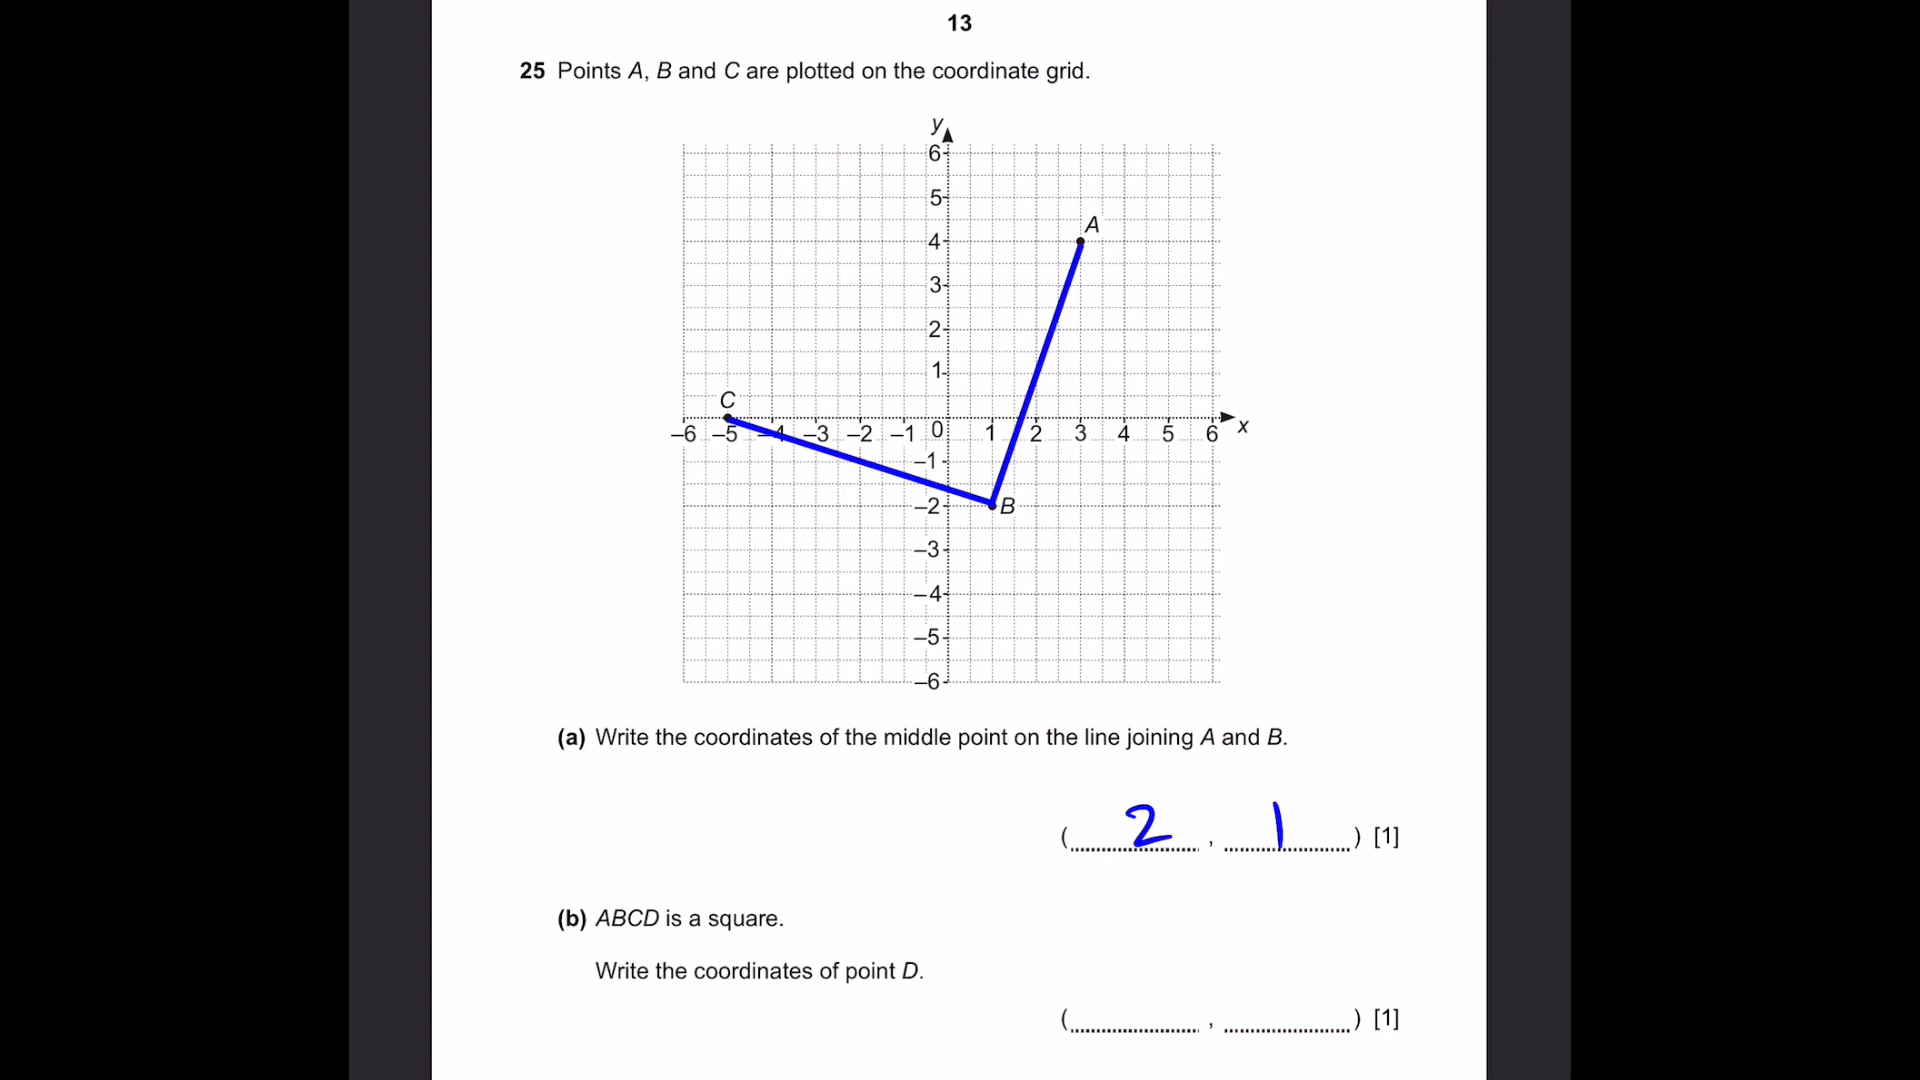 13
25 Points A, B and C are plotted on the coordinate grid.
y
6
5
A
4
3
2
1
C
–6 –5 –4 –3 –2 –1 0 1 2 3 4 5 6 x
–1
–2 B
–3
–4
–5
–6
(a) Write the coordinates of the middle point on the line joining A and B.
( 2 , 1 ) [1]
(b) ABCD is a square.
Write the coordinates of point D.
(.........................., ..........................) [1]